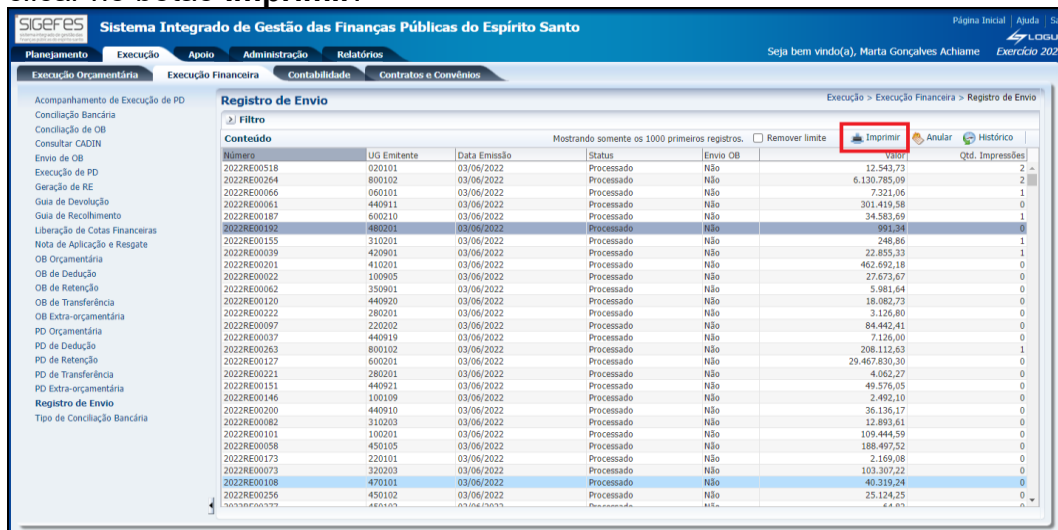 clicar no botão Imprimir.
SIGEFES Sistema Integrado de Gestão das Finanças Públicas do Espírito Santo
Página Inicial | Ajuda | Sa
LOGU
Planejamento Execução Apoio Administração Relatórios Seja bem vindo(a), Marta Gonçalves Achiame Exercício 202
Execução Orçamentária Execução Financeira Contabilidade Contratos e Convênios
Acompanhamento de Execução de PD
Conciliação Bancária
Conciliação de OB
Consultar CADIN
Envio de OB
Execução de PD
Geração de RE
Guia de Devolução
Guia de Recolhimento
Liberação de Cotas Financeiras
Nota de Aplicação e Resgate
OB Orçamentária
OB de Dedução
OB de Retenção
OB de Transferência
OB Extra-orçamentária
PD Orçamentária
PD de Dedução
PD de Retenção
PD de Transferência
PD Extra-orçamentária
Registro de Envio
Tipo de Conciliação Bancária
Registro de Envio Execução > Execução Financeira > Registro de Envio
Filtro
Conteúdo Mostrando somente os 1000 primeiros registros. Remover limite Imprimir Anular Histórico
Número UG Emitente Data Emissão Status Envio OB Valor Qtd. Impressões
2022RE00518 020101 03/06/2022 Processado Não 12.543,73 2
2022RE00264 800102 03/06/2022 Processado Não 6.130.785,09 2
2022RE00066 060101 03/06/2022 Processado Não 7.321,06 1
2022RE00061 440911 03/06/2022 Processado Não 301.419,58 0
2022RE00187 600210 03/06/2022 Processado Não 34.583,69 1
2022RE00192 480201 03/06/2022 Processado Não 991,34 0
2022RE00155 310201 03/06/2022 Processado Não 248,86 1
2022RE00039 420901 03/06/2022 Processado Não 22.855,33 1
2022RE00201 410201 03/06/2022 Processado Não 462.692,18 0
2022RE00022 100905 03/06/2022 Processado Não 27.673,67 0
2022RE00062 350901 03/06/2022 Processado Não 5.981,64 0
2022RE00120 440920 03/06/2022 Processado Não 18.082,73 0
2022RE00222 280201 03/06/2022 Processado Não 3.126,80 0
2022RE00097 220202 03/06/2022 Processado Não 84.442,41 0
2022RE00037 440919 03/06/2022 Processado Não 7.126,00 0
2022RE00263 800102 03/06/2022 Processado Não 208.112,63 1
2022RE00127 600201 03/06/2022 Processado Não 29.467.830,30 0
2022RE00221 280201 03/06/2022 Processado Não 4.062,27 0
2022RE00151 440921 03/06/2022 Processado Não 49.576,05 0
2022RE00146 100109 03/06/2022 Processado Não 2.492,10 0
2022RE00200 440910 03/06/2022 Processado Não 36.136,17 0
2022RE00082 310203 03/06/2022 Processado Não 12.893,61 0
2022RE00101 100201 03/06/2022 Processado Não 109.444,59 0
2022RE00058 450105 03/06/2022 Processado Não 188.497,52 0
2022RE00173 220101 03/06/2022 Processado Não 2.169,08 0
2022RE00073 320203 03/06/2022 Processado Não 103.307,22 0
2022RE00108 470101 03/06/2022 Processado Não 40.319,24 0
2022RE00256 450102 03/06/2022 Processado Não 25.124,25 0